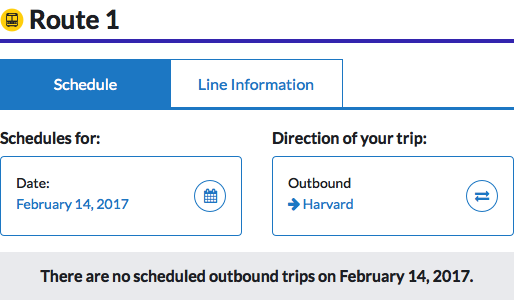 Route 1
Schedule
Line Information
Schedules for:
Direction of your trip:
Date:
February 14, 2017
Outbound
Harvard
There are no scheduled outbound trips on February 14, 2017.